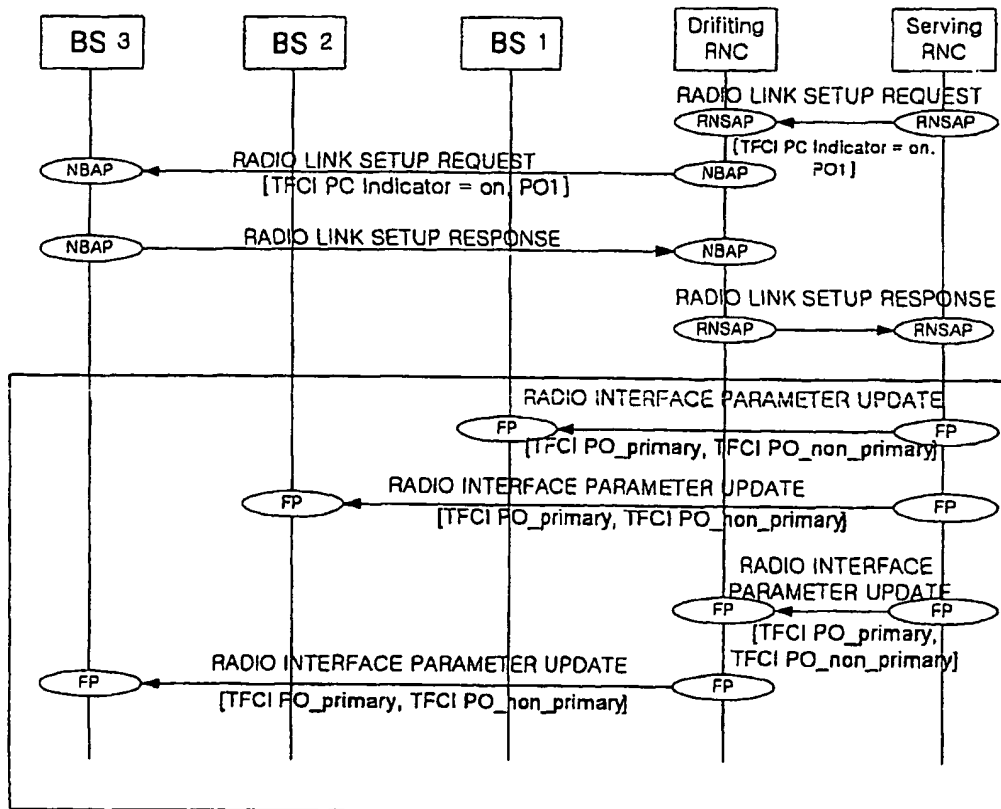 BS 3
BS 2
BS 1
Drifiting
RNC
Serving
RNC
RADIO LINK SETUP REQUEST
RNSAP
RNSAP
[TFCI PC Indicator = on.
PO1]
RADIO LINK SETUP REQUEST
NBAP
NBAP
[TFCI PC Indicator = on, PO1]
RADIO LINK SETUP RESPONSE
NBAP
NBAP
RADIO LINK SETUP RESPONSE
RNSAP
RNSAP
RADIO INTERFACE PARAMETER UPDATE
FP
FP
[TFCI PO_primary, TFCI PO_non_primary]
RADIO INTERFACE PARAMETER UPDATE
FP
FP
[TFCI PO_primary, TFCI PO_non_primary]
RADIO INTERFACE
PARAMETER UPDATE
FP
FP
[TFCI PO_primary,
TFCI PO_non_primary]
RADIO INTERFACE PARAMETER UPDATE
FP
FP
[TFCI PO_primary, TFCI PO_non_primary]